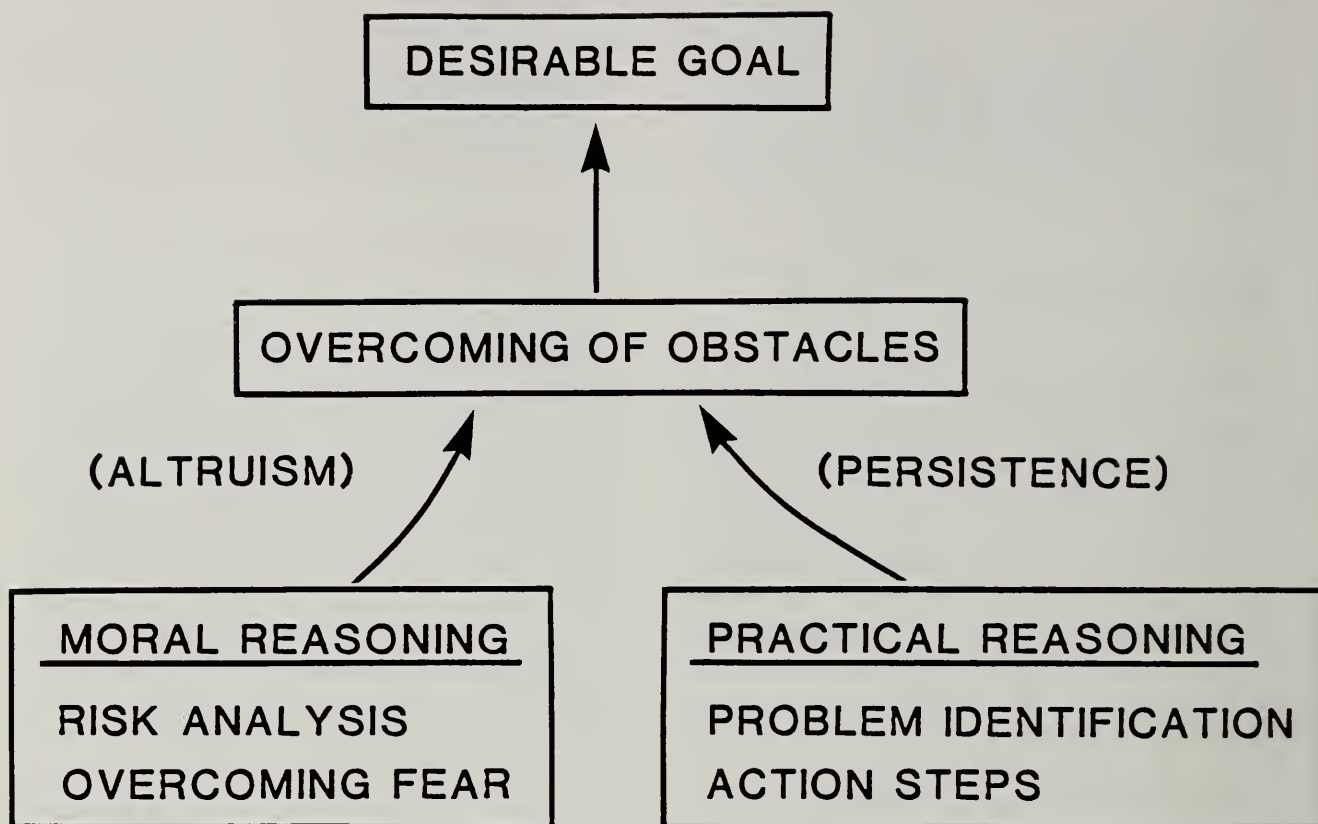 DESIRABLE GOAL
OVERCOMING OF OBSTACLES
(ALTRUISM)
(PERSISTENCE)
MORAL REASONING
RISK ANALYSIS
OVERCOMING FEAR
PRACTICAL REASONING
PROBLEM IDENTIFICATION
ACTION STEPS